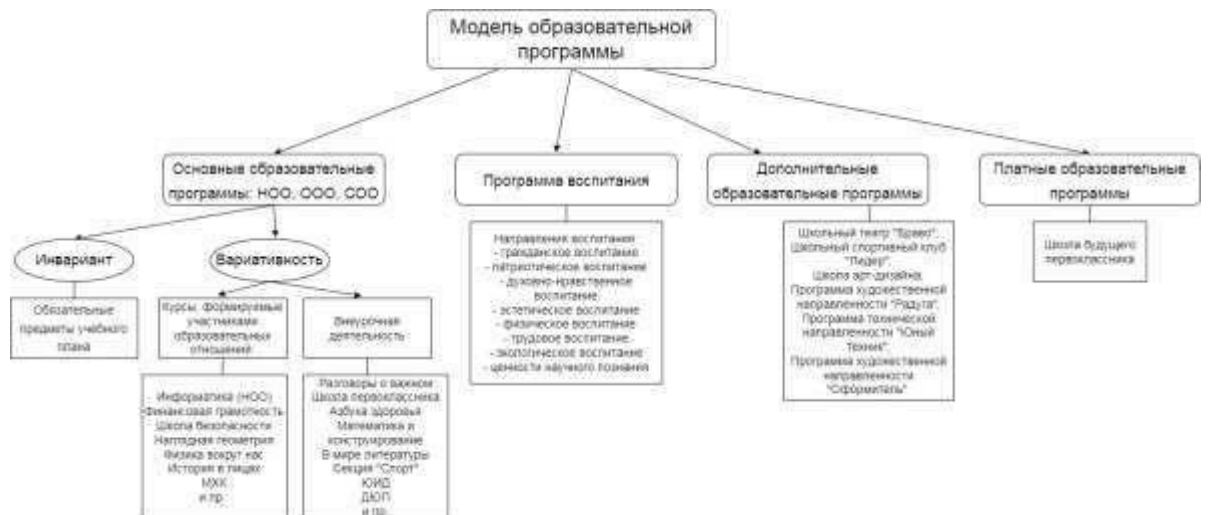 Модель образовательной
программы
Основные образовательные
программы: НОО, ООО, СОО
Программа воспитания
Дополнительные
образовательные программы
Платные образовательные
программы
Инвариант
Вариативность
Обязательные
предметы учебного
плана
Курсы, формируемые
участниками
образовательных
отношений
Внеурочная
деятельность
Информатика (НОО)
Финансовая грамотность
Школа безопасности
Наглядная геометрия
Физика вокруг нас
История в лицах
МХК
и пр.
Разговоры о важном
Школа первоклассника
Азбука здоровья
Математика и
конструирование
В мире литературы
Секция "Спорт"
ЮИД
ДЮП
и пр.
Направления воспитания
- гражданское воспитание
- патриотическое воспитание
- духовно-нравственное
воспитание
- эстетическое воспитание
- физическое воспитание
- трудовое воспитание
- экологическое воспитание
- ценности научного познания
Школьный театр "Браво".
Школьный спортивный клуб
"Лидер".
Школа арт-дизайна.
Программа художественной
направленности "Радуга".
Программа технической
направленности "Юный
Техник".
Программа художественной
направленности
"Оформитель"
Школа будущего
первоклассника